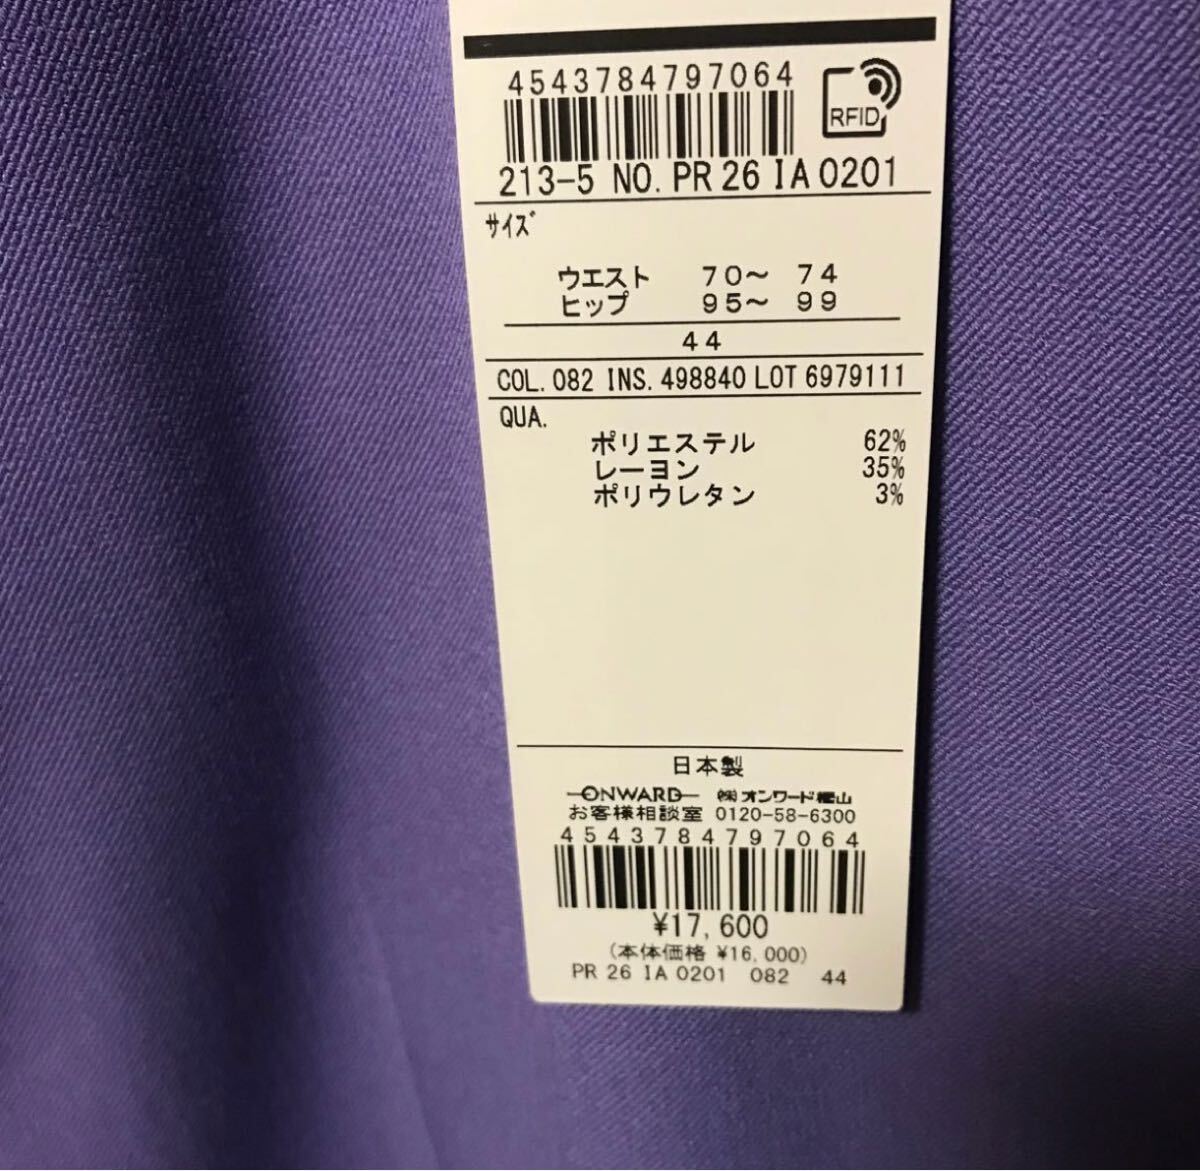 4543784797064
RFID
213-5 NO. PR 26 IA 0201
サイズ
ウエスト 70～ 74
ヒップ 95～ 99
44
COL. 082 INS. 498840 LOT 6979111
QUA.
ポリエステル 62%
レーヨン 35%
ポリウレタン 3%
日本製
ONWARD ㈱オンワード樫山
お客様相談室 0120-58-6300
4543784797064
¥17,600
(本体価格 ¥16,000)
PR 26 IA 0201 082 44